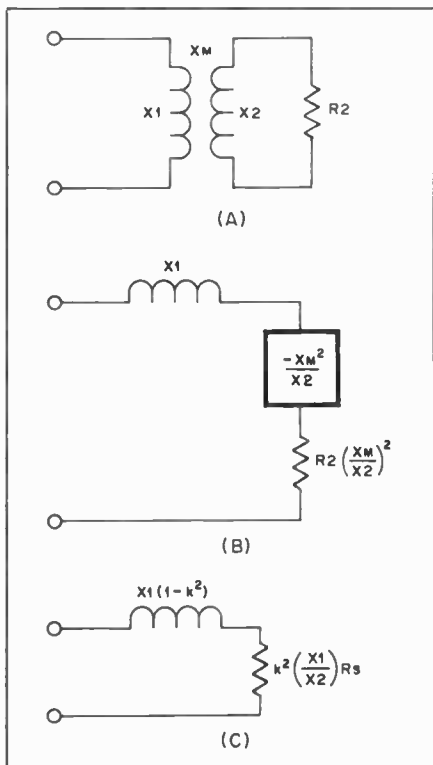 XM
X1 X2 R2
(A)
X1
-XM²
X2
R2 (XM/X2)²
(B)
X1 (1-k²)
k² (X1/X2) Rs
(C)